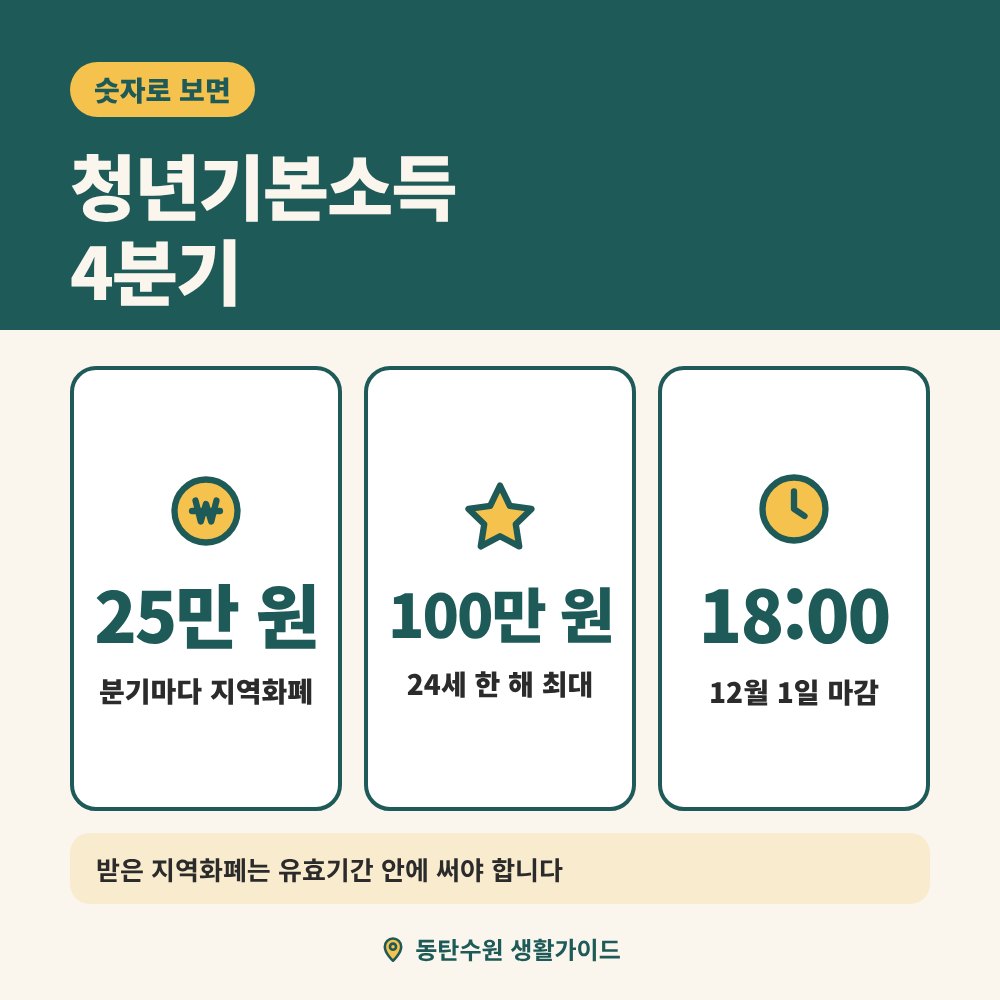 숫자로 보면
청년기본소득
4분기
₩
25만 원
분기마다 지역화폐
100만 원
24세 한 해 최대
18:00
12월 1일 마감
받은 지역화폐는 유효기간 안에 써야 합니다
동탄수원 생활가이드